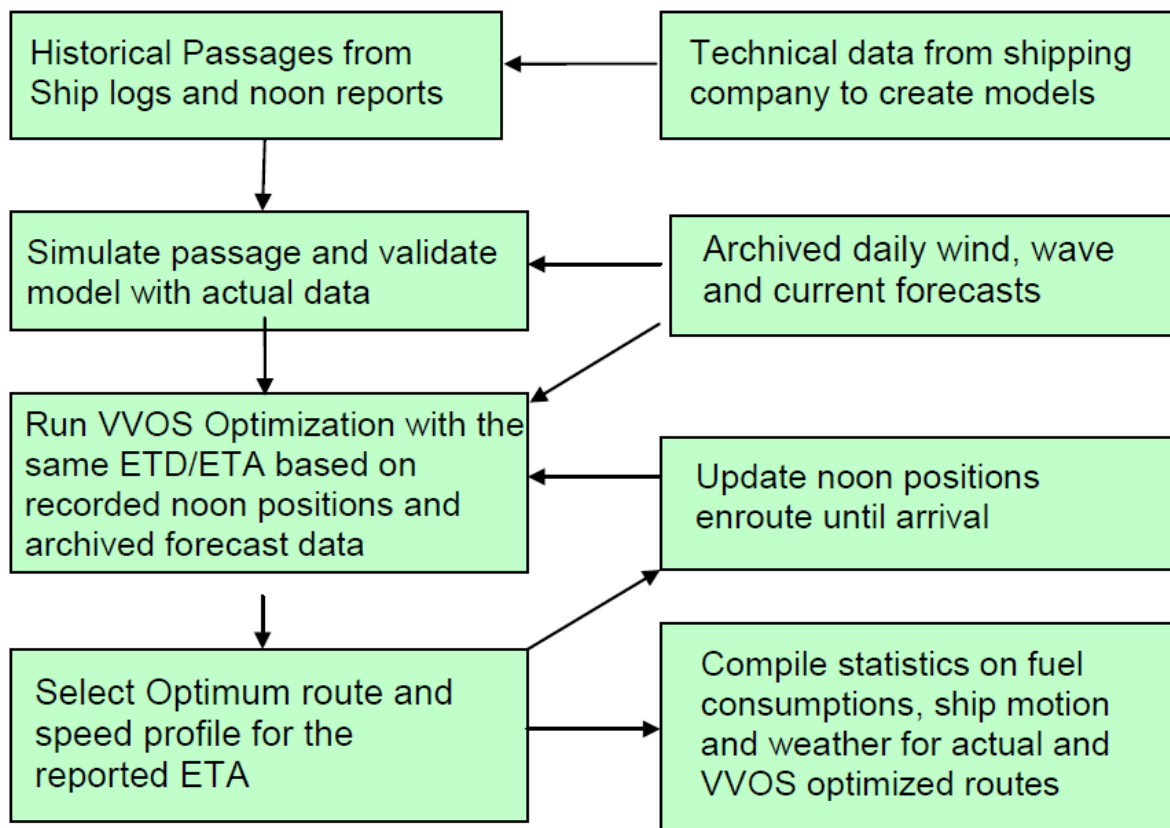 Historical Passages from
Ship logs and noon reports
Technical data from shipping
company to create models
Simulate passage and validate
model with actual data
Archived daily wind, wave
and current forecasts
Run VVOS Optimization with the
same ETD/ETA based on
recorded noon positions and
archived forecast data
Update noon positions
enroute until arrival
Select Optimum route and
speed profile for the
reported ETA
Compile statistics on fuel
consumptions, ship motion
and weather for actual and
VVOS optimized routes